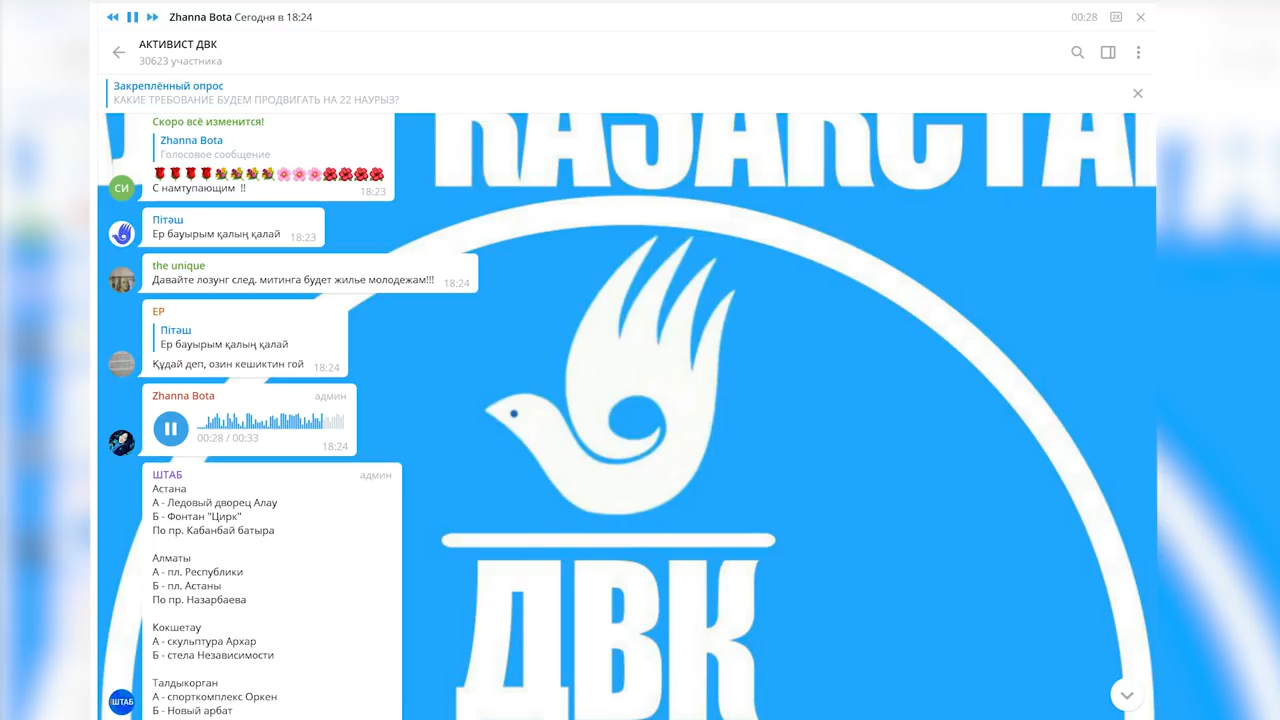 Zhanna Bota Сегодня в 18:24
00:28
2X
АКТИВИСТ ДВК
30623 участника
Закреплённый опрос
КАКИЕ ТРЕБОВАНИЕ БУДЕМ ПРОДВИГАТЬ НА 22 НАУРЫЗ?
КАЗАКСТАН
Скоро всё изменится!
Zhanna Bota
Голосовое сообщение
СИ
С намтупающим !!
18:23
Пітәш
Ер бауырым қалың қалай
18:23
the unique
Давайте лозунг след. митинга будет жилье молодежам!!!
18:24
ЕР
Пітәш
Ер бауырым қалың қалай
Құдай деп, озин кешиктин гой
18:24
Zhanna Bota
админ
00:28 / 00:33
18:24
ШТАБ
админ
Астана
А - Ледовый дворец Алау
Б - Фонтан "Цирк"
По пр. Кабанбай батыра
Алматы
А - пл. Республики
Б - пл. Астаны
По пр. Назарбаева
Кокшетау
А - скульптура Архар
Б - стела Независимости
Талдыкорган
А - спорткомплекс Оркен
Б - Новый арбат
ШТАБ
ДВК